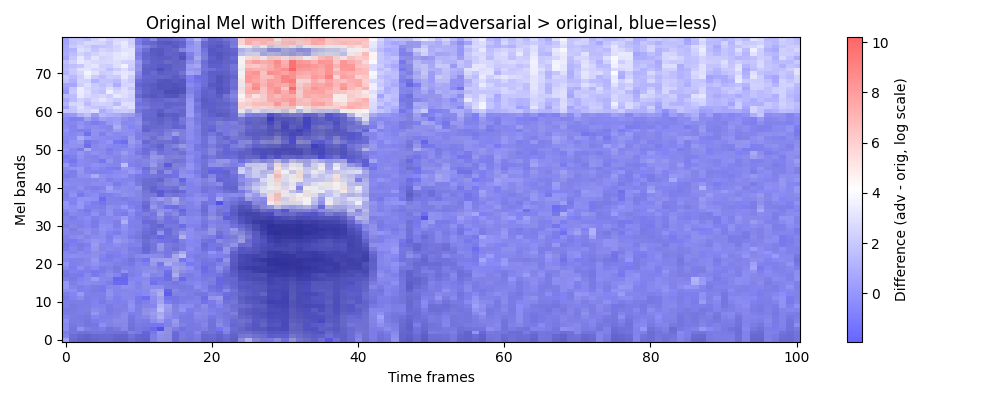 Original Mel with Differences (red=adversarial > original, blue=less)
Mel bands
70
60
50
40
30
20
10
0
0 20 40 60 80 100
Time frames
10
8
6
4
2
0
Difference (adv - orig, log scale)